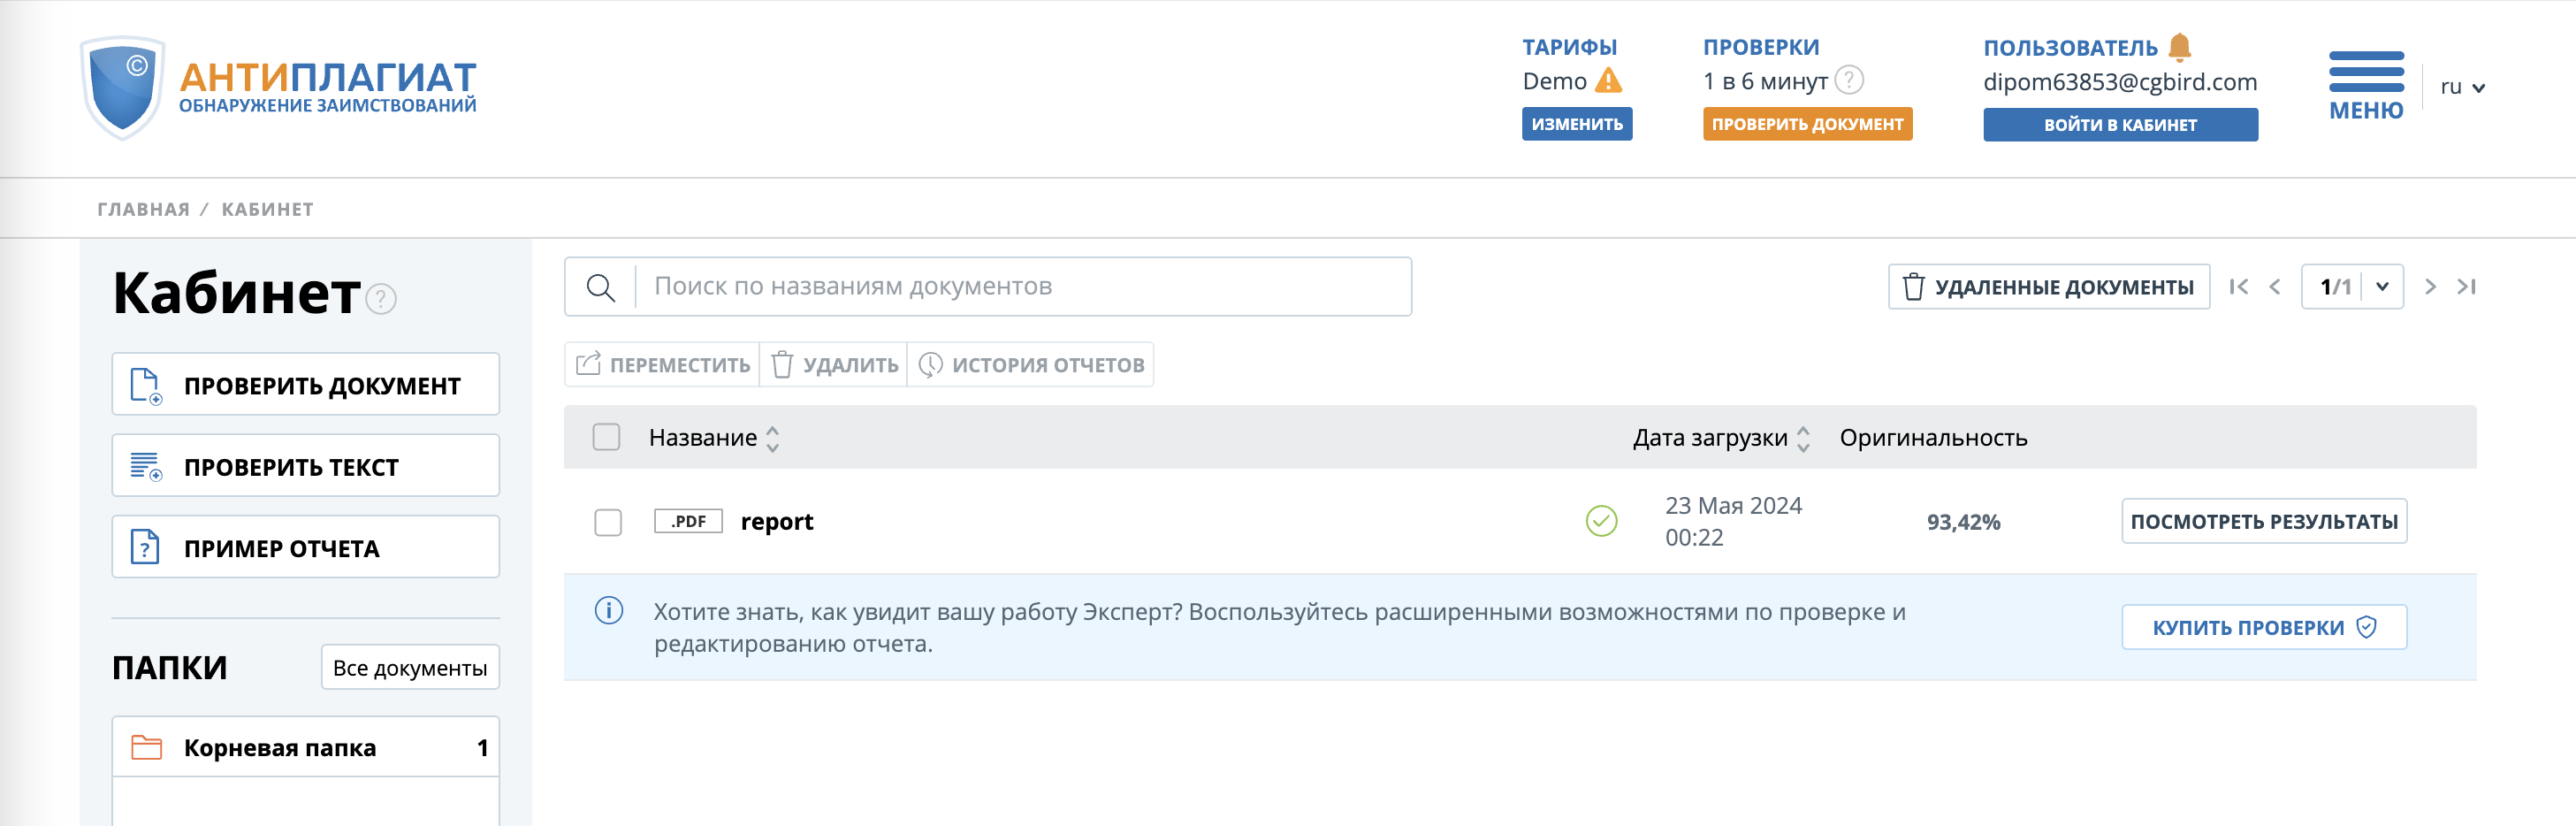 ©
АНТИПЛАГИАТ
ОБНАРУЖЕНИЕ ЗАИМСТВОВАНИЙ
ТАРИФЫ
Demo
ИЗМЕНИТЬ
ПРОВЕРКИ
1 в 6 минут ?
ПРОВЕРИТЬ ДОКУМЕНТ
ПОЛЬЗОВАТЕЛЬ
dipom63853@cgbird.com
ВОЙТИ В КАБИНЕТ
МЕНЮ
ru
ГЛАВНАЯ / КАБИНЕТ
Кабинет ?
ПРОВЕРИТЬ ДОКУМЕНТ
ПРОВЕРИТЬ ТЕКСТ
ПРИМЕР ОТЧЕТА
ПАПКИ
Все документы
Корневая папка 1
Поиск по названиям документов
УДАЛЕННЫЕ ДОКУМЕНТЫ
1/1
ПЕРЕМЕСТИТЬ
УДАЛИТЬ
ИСТОРИЯ ОТЧЕТОВ
Название
Дата загрузки
Оригинальность
.PDF
report
23 Мая 2024
00:22
93,42%
ПОСМОТРЕТЬ РЕЗУЛЬТАТЫ
Хотите знать, как увидит вашу работу Эксперт? Воспользуйтесь расширенными возможностями по проверке и
редактированию отчета.
КУПИТЬ ПРОВЕРКИ